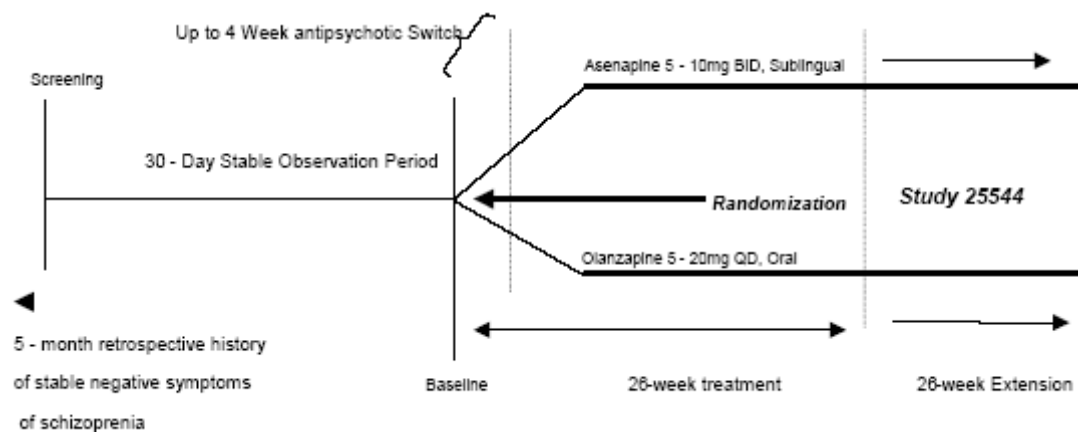 Up to 4 Week antipsychotic Switch
Screening
Asenapine 5 - 10mg BID, Sublingual
30 - Day Stable Observation Period
Randomization
Study 25544
Olanzapine 5 - 20mg QD, Oral
5 - month retrospective history
of stable negative symptoms
of schizoprenia
Baseline
26-week treatment
26-week Extension